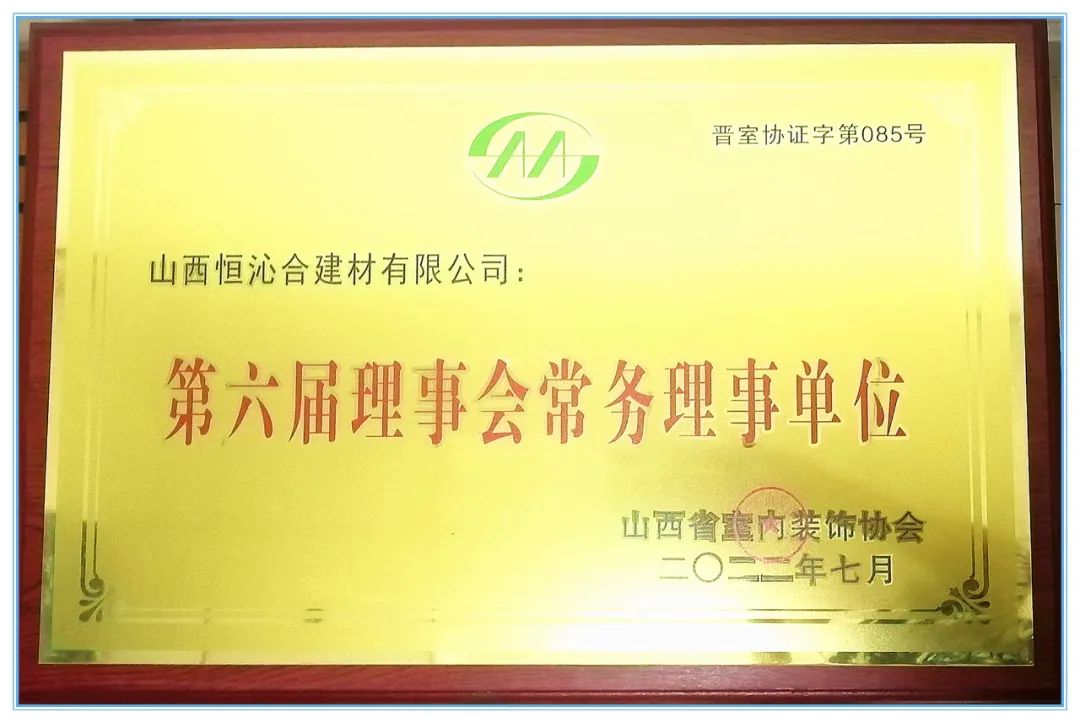 晋室协证字第085号
山西恒沁合建材有限公司：
第六届理事会常务理事单位
山西省室内装饰协会
二〇二二年七月